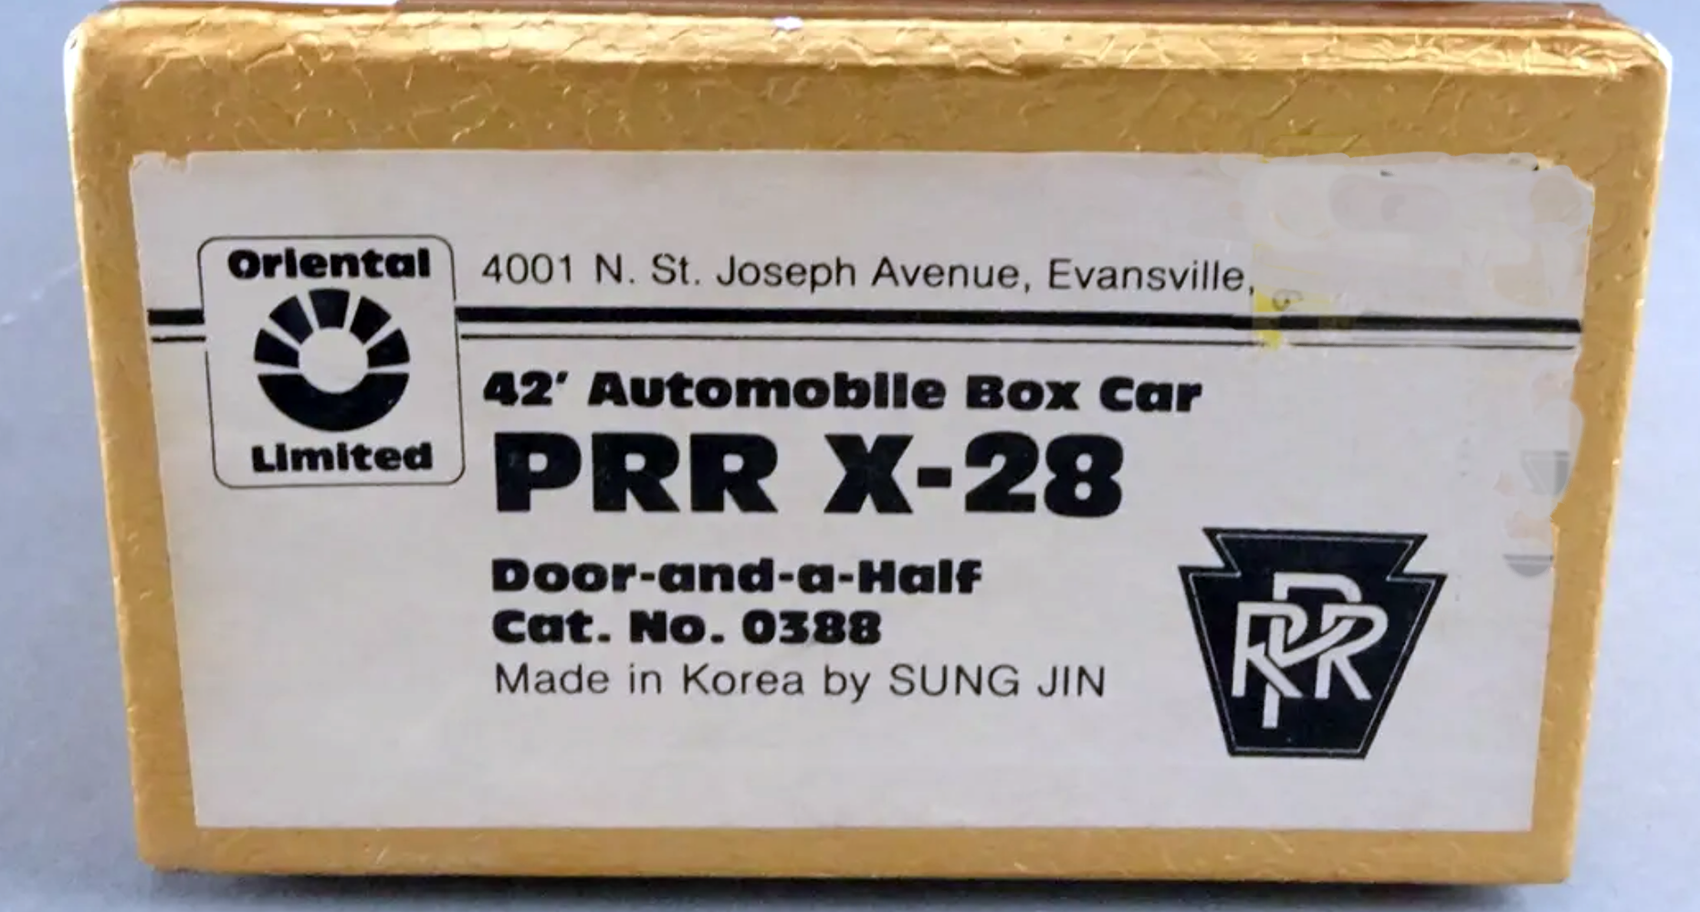 Oriental
Limited
4001 N. St. Joseph Avenue, Evansville,
42' Automobile Box Car
PRR X-28
Door-and-a-Half
Cat. No. 0388
Made in Korea by SUNG JIN
PRR